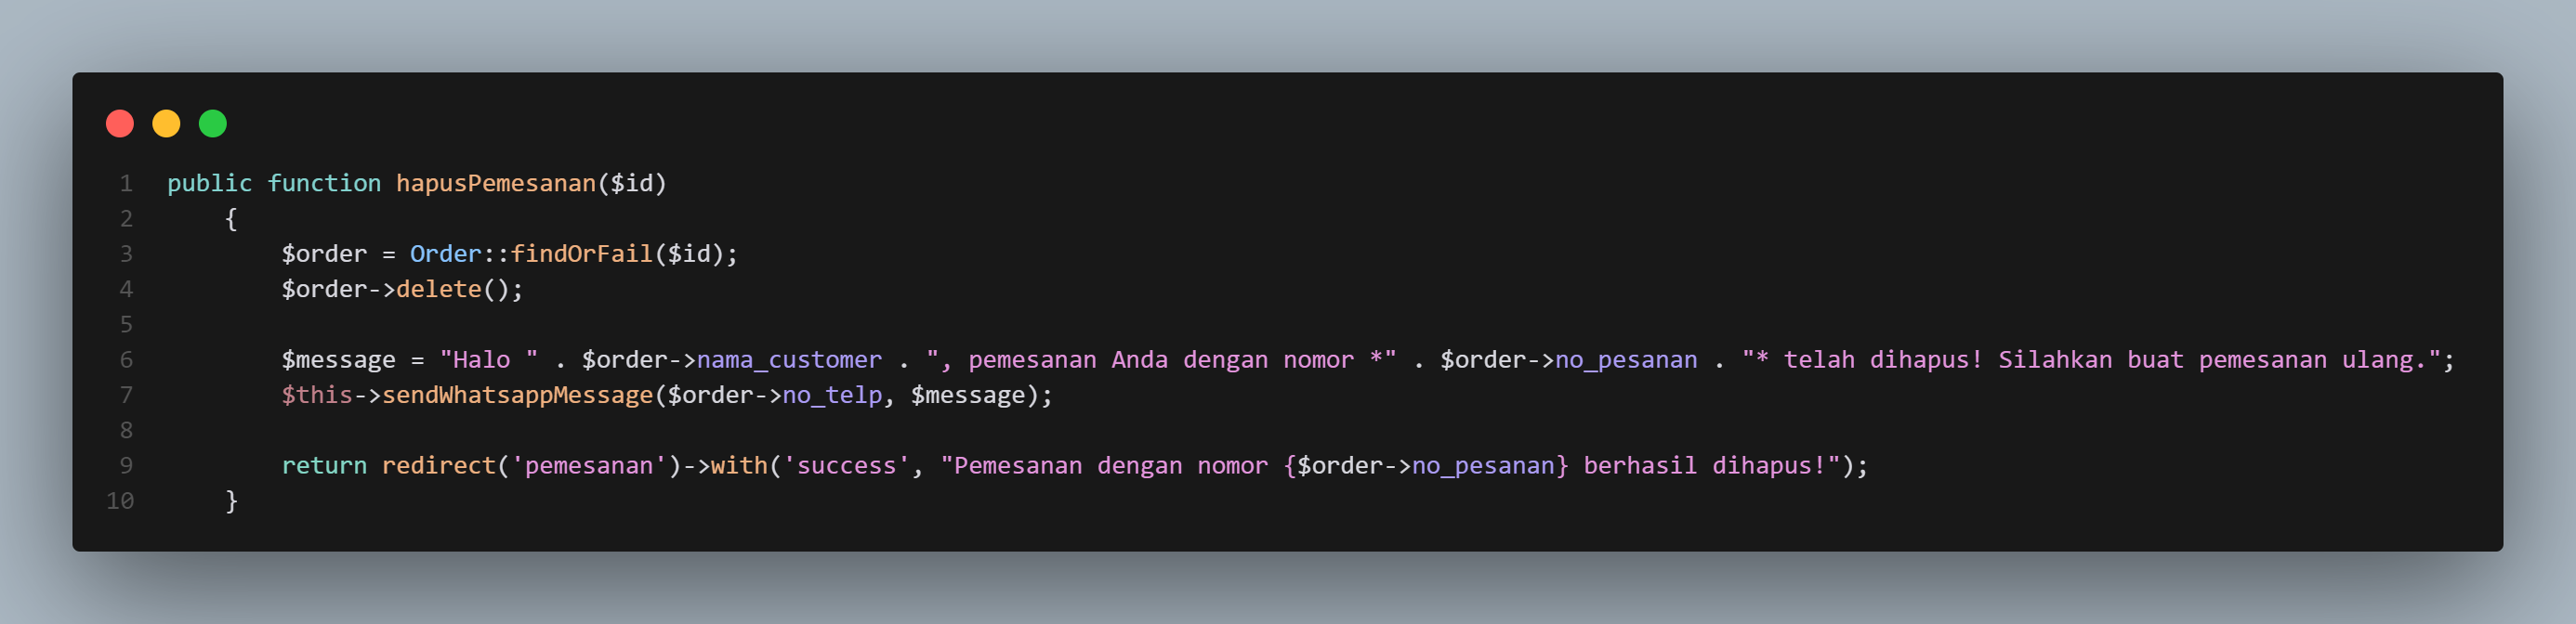 1 public function hapusPemesanan($id)
2     {
3         $order = Order::findOrFail($id);
4         $order->delete();
5
6         $message = "Halo " . $order->nama_customer . ", pemesanan Anda dengan nomor *" . $order->no_pesanan . "* telah dihapus! Silahkan buat pemesanan ulang.";
7         $this->sendWhatsappMessage($order->no_telp, $message);
8
9         return redirect('pemesanan')->with('success', "Pemesanan dengan nomor {$order->no_pesanan} berhasil dihapus!");
10     }